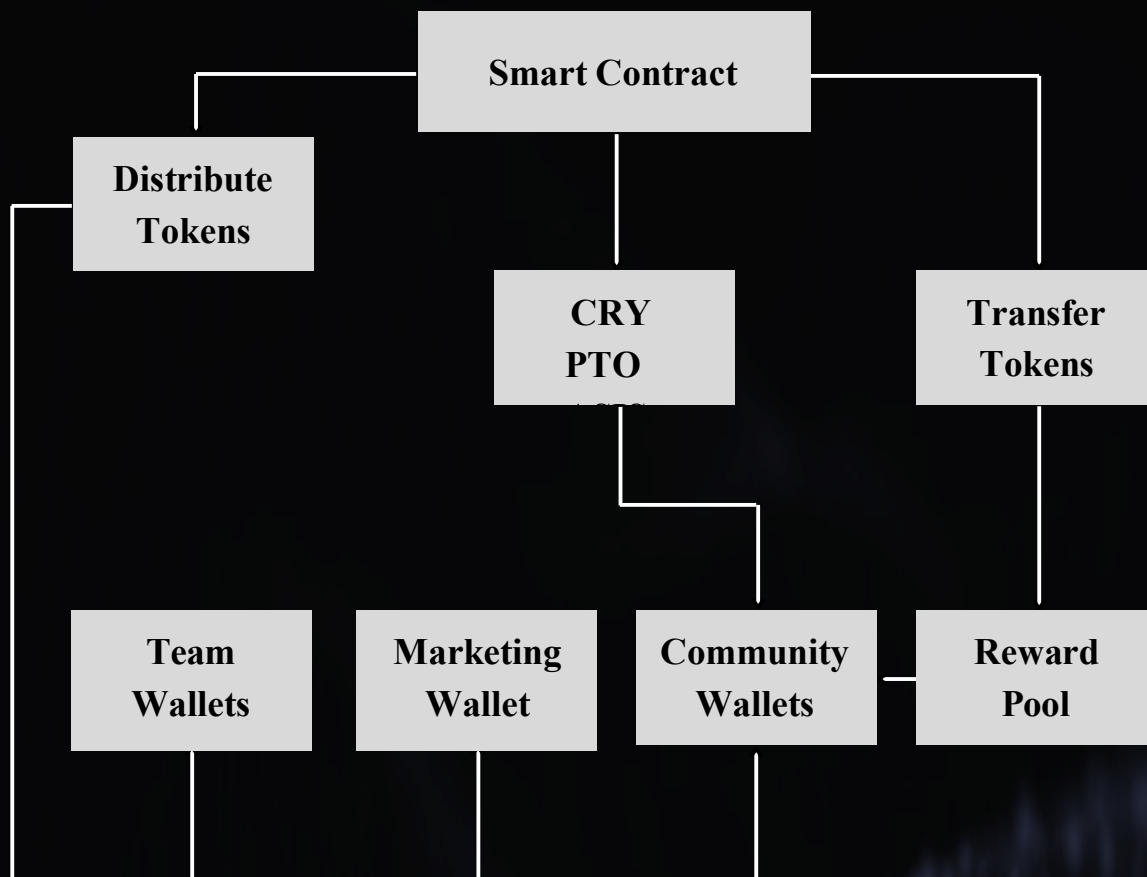 Smart Contract
Distribute
Tokens
CRY
PTO
Transfer
Tokens
Team
Wallets
Marketing
Wallet
Community
Wallets
Reward
Pool